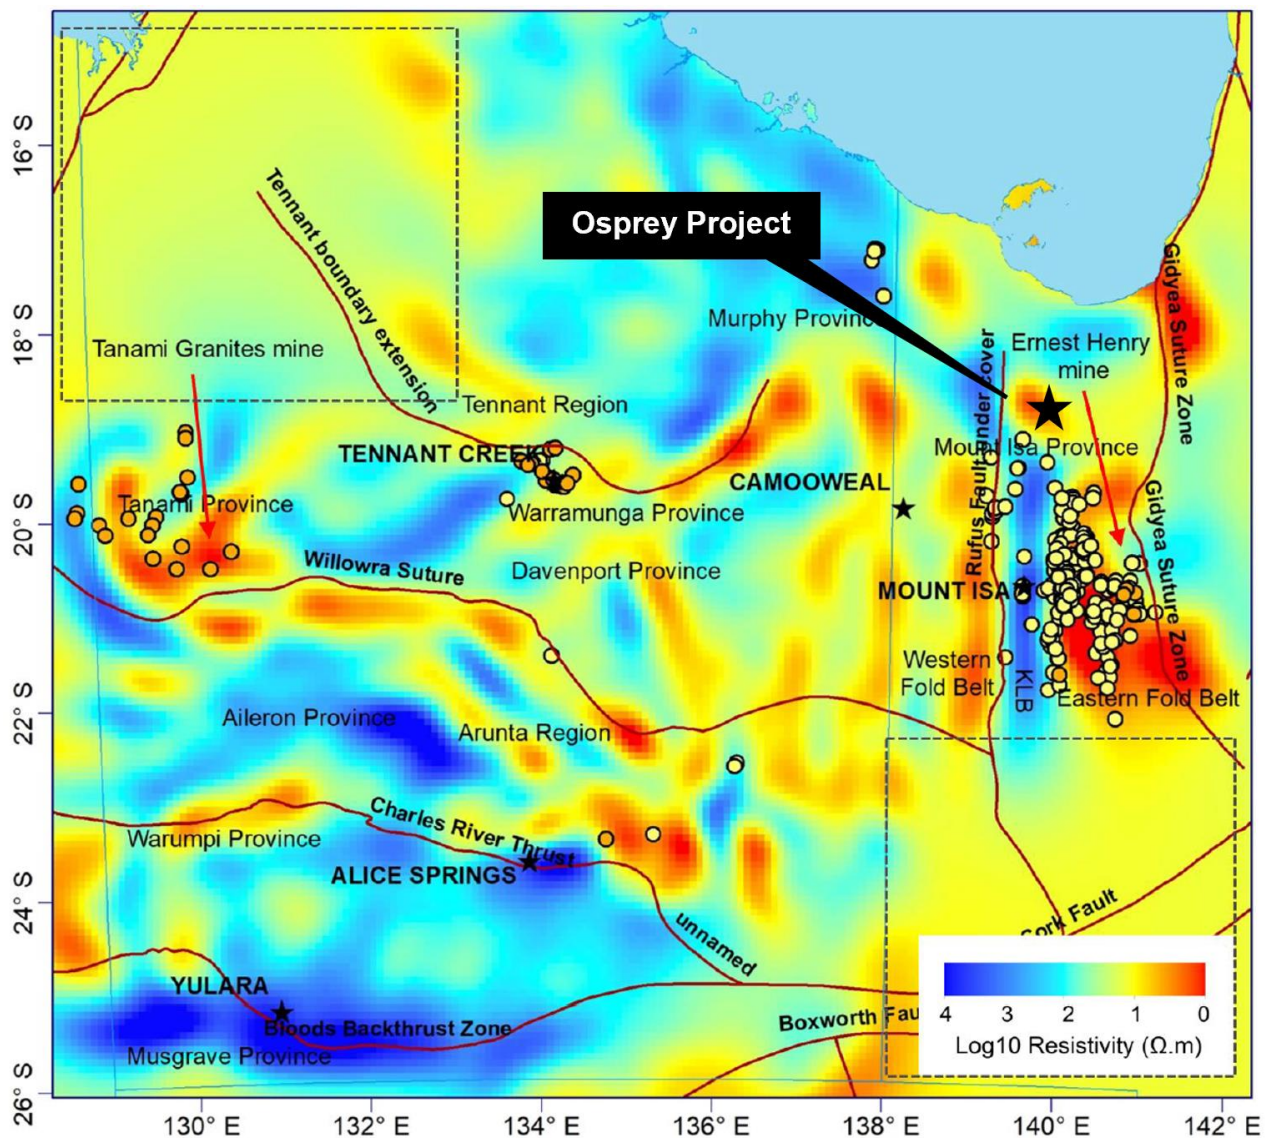 16° S
18° S
20° S
22° S
24° S
26° S
Tennant boundary extension
Osprey Project
Murphy Province
Gidyea Suture Zone
Tanami Granites mine
Ernest Henry
mine
Rufus Fault under cover
Tennant Region
TENNANT CREEK
Mount Isa Province
CAMOOWEAL
Tanami Province
Warramunga Province
Gidyea Suture Zone
Willowra Suture
Davenport Province
MOUNT ISA
Western
Fold Belt
KLB
Eastern Fold Belt
Aileron Province
Arunta Region
Charles River Thrust
Warumpi Province
ALICE SPRINGS
unnamed
Cork Fault
YULARA
Bloods Backthrust Zone
Musgrave Province
Boxworth Fau
4 3 2 1 0
Log10 Resistivity (Ω.m)
130° E 132° E 134° E 136° E 138° E 140° E 142° E